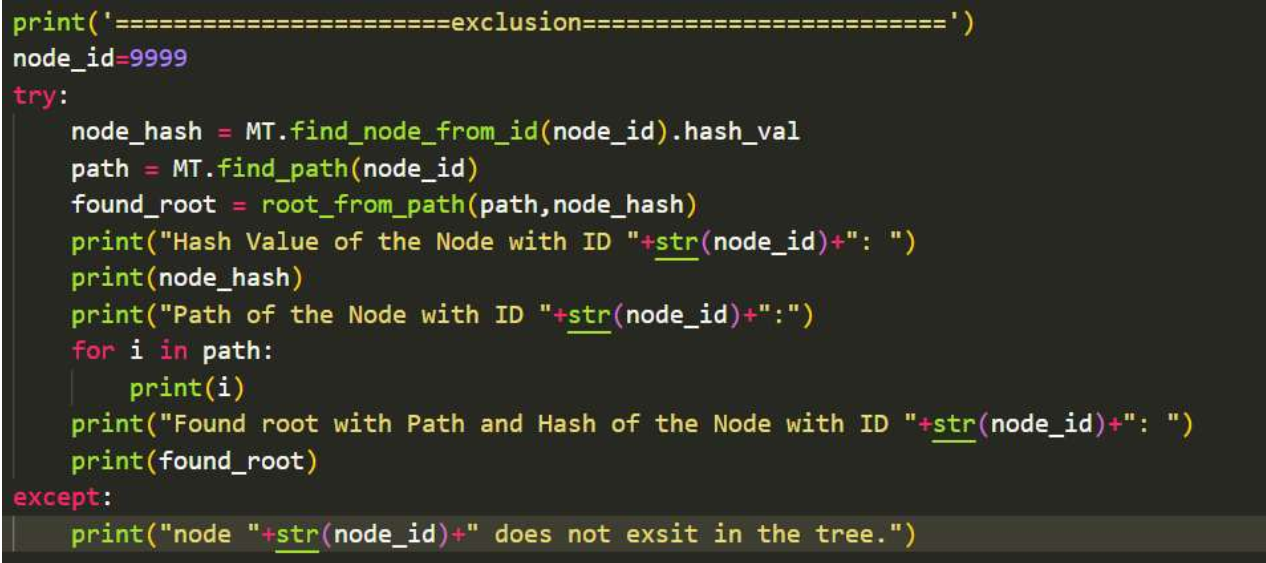 print('=======================exclusion=========================')
node_id=9999
try:
    node_hash = MT.find_node_from_id(node_id).hash_val
    path = MT.find_path(node_id)
    found_root = root_from_path(path,node_hash)
    print("Hash Value of the Node with ID "+str(node_id)+": ")
    print(node_hash)
    print("Path of the Node with ID "+str(node_id)+":")
    for i in path:
        print(i)
    print("Found root with Path and Hash of the Node with ID "+str(node_id)+": ")
    print(found_root)
except:
    print("node "+str(node_id)+" does not exsit in the tree.")